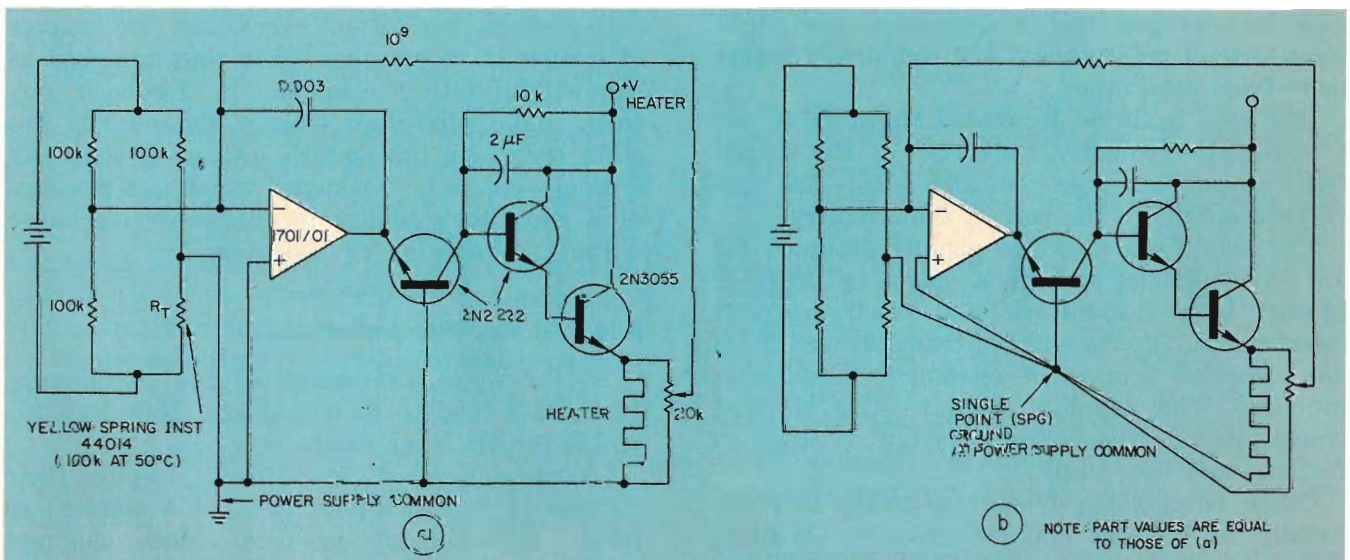 10⁹
0.003
+V
HEATER
10 k
2 µF
100k
100k
1701/01
2N3055
100k
R_T
2N2222
HEATER
20k
YELLOW SPRING INST
44014
(100k AT 50°C)
POWER SUPPLY COMMON
a
SINGLE
POINT (SPG)
GROUND
AT POWER SUPPLY COMMON
b
NOTE: PART VALUES ARE EQUAL
TO THOSE OF (a)